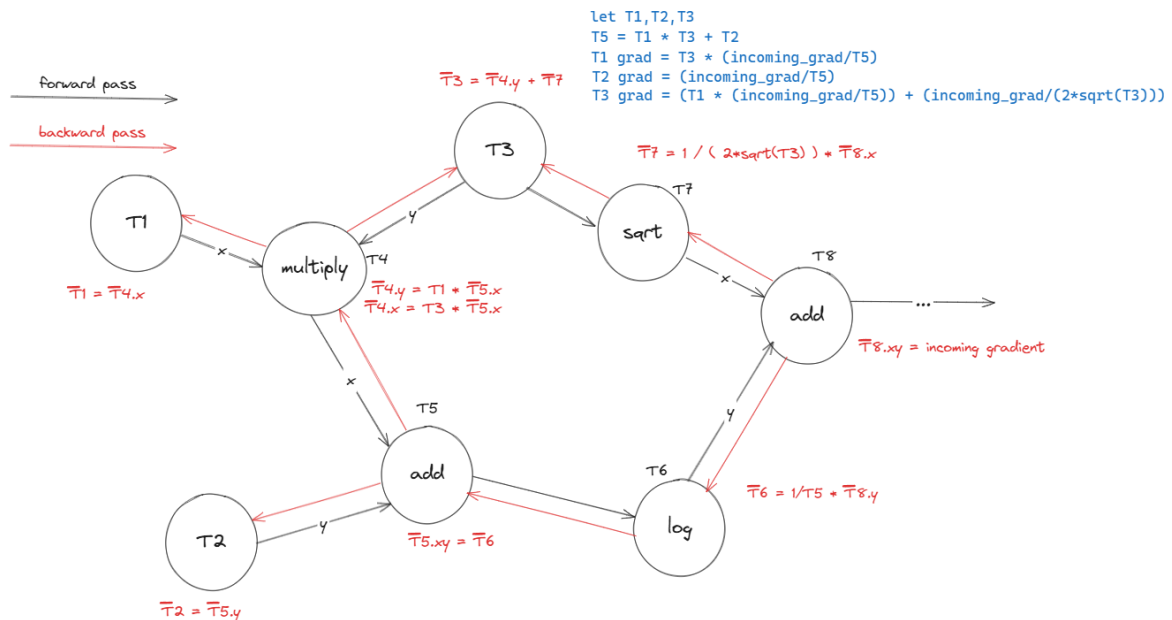 let T1,T2,T3
T5 = T1 * T3 + T2
T1 grad = T3 * (incoming_grad/T5)
T2 grad = (incoming_grad/T5)
T3 grad = (T1 * (incoming_grad/T5)) + (incoming_grad/(2*sqrt(T3)))
forward pass
backward pass
T̅3 = T̅4.y + T̅7
T3
T̅7 = 1 / ( 2*sqrt(T3) ) * T̅8.x
T7
sqrt
T1
x
y
multiply
T4
T̅1 = T̅4.x
T̅4.y = T1 * T̅5.x
T̅4.x = T3 * T̅5.x
x
T8
add
...
T̅8.xy = incoming gradient
x
T5
add
y
T6
log
T̅6 = 1/T5 * T̅8.y
T2
y
T̅5.xy = T̅6
T̅2 = T̅5.y